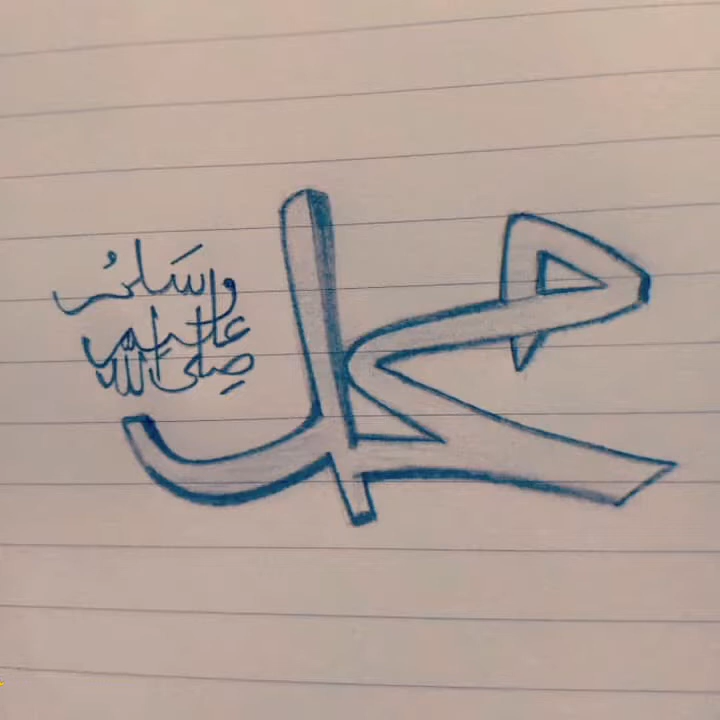 محمد
صلى الله
عليه
وسلم